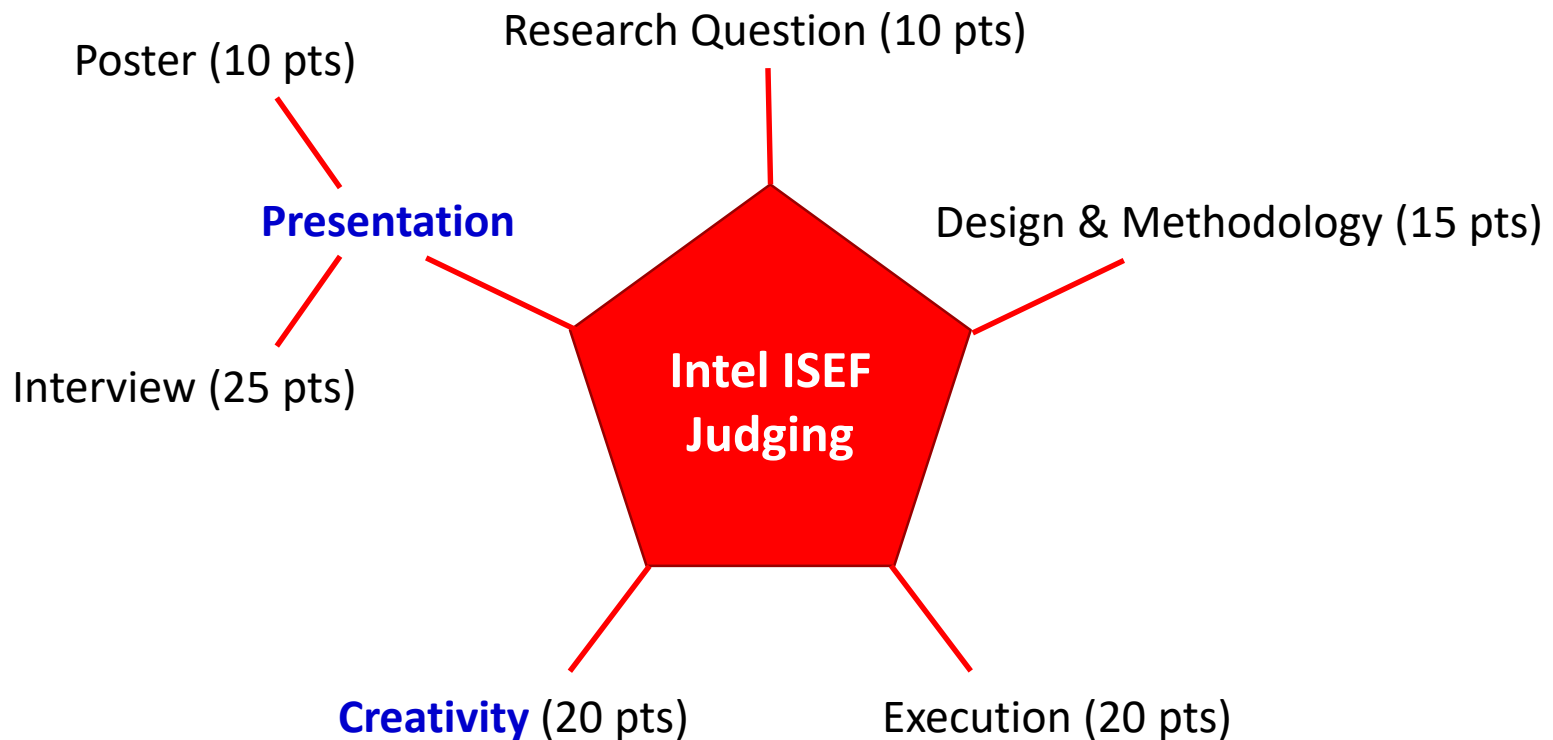 Research Question (10 pts)
Poster (10 pts)
Presentation
Design & Methodology (15 pts)
Interview (25 pts)
Intel ISEF
Judging
Creativity (20 pts)
Execution (20 pts)